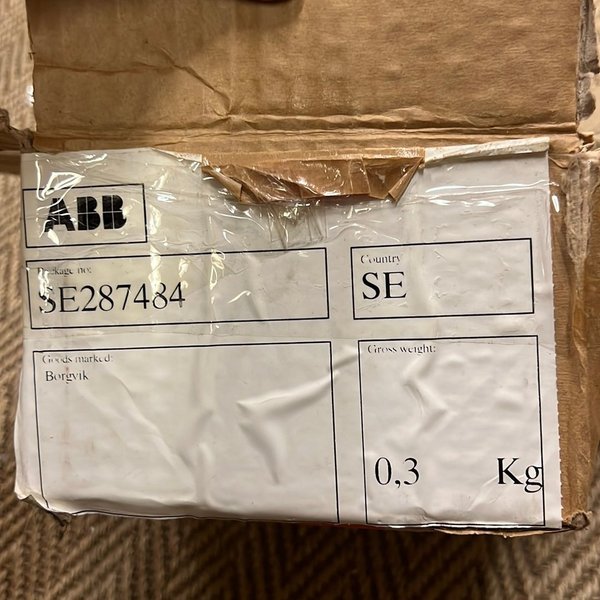 ABB
Package no:
SE287484
Country
SE
Goods marked:
Borgvik
Gross weight:
0,3 Kg